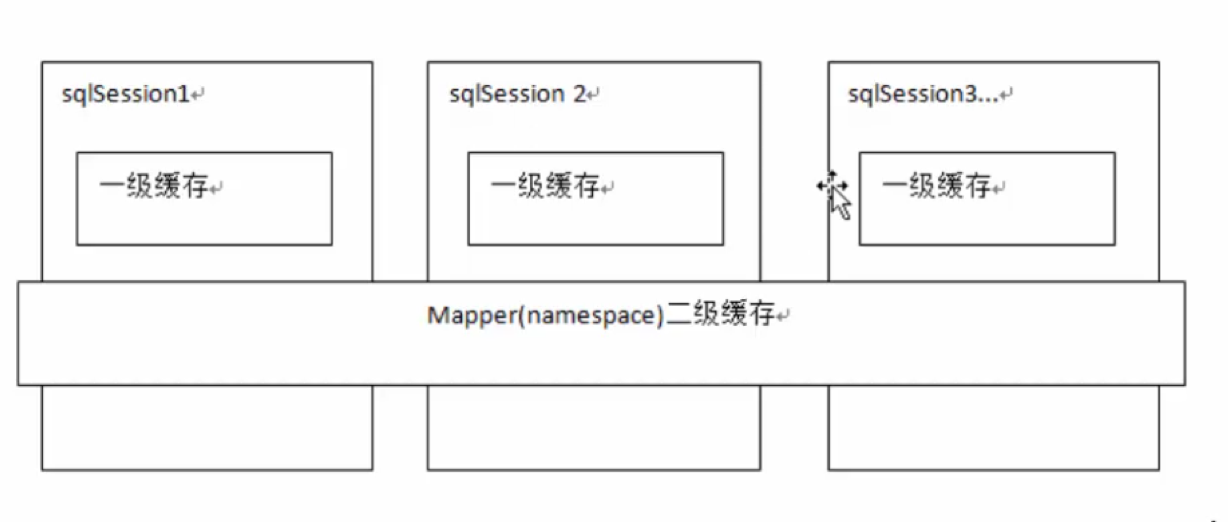 sqlSession1↵
sqlSession 2↵
sqlSession3...↵
一级缓存↵
一级缓存↵
一级缓存↵
Mapper(namespace)二级缓存↵